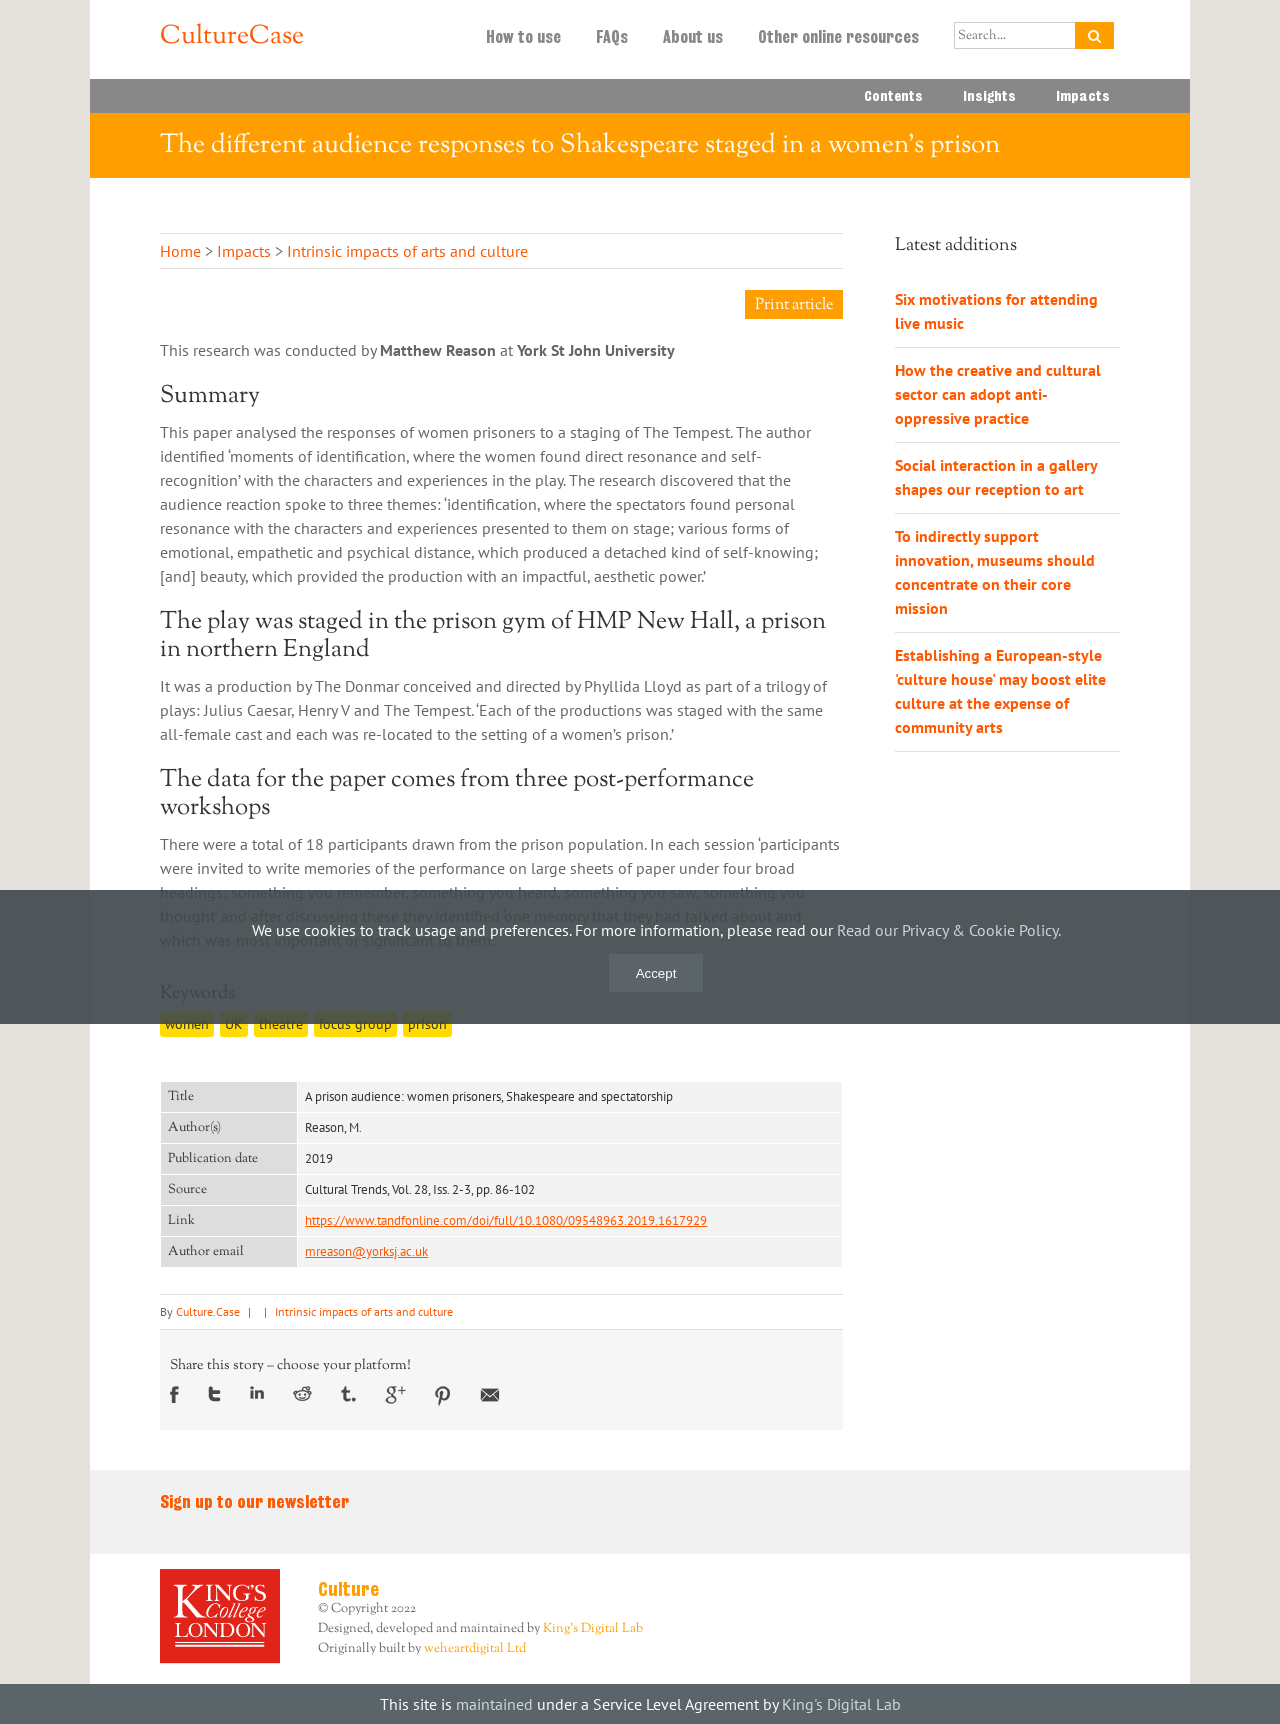 CultureCase
How to use FAQs About us Other online resources Search...
Contents Insights Impacts
The different audience responses to Shakespeare staged in a women’s prison
Home > Impacts > Intrinsic impacts of arts and culture
Print article
This research was conducted by Matthew Reason at York St John University
Summary
This paper analysed the responses of women prisoners to a staging of The Tempest. The author
identified ‘moments of identification, where the women found direct resonance and self-
recognition’ with the characters and experiences in the play. The research discovered that the
audience reaction spoke to three themes: ‘identification, where the spectators found personal
resonance with the characters and experiences presented to them on stage; various forms of
emotional, empathetic and psychical distance, which produced a detached kind of self-knowing;
[and] beauty, which provided the production with an impactful, aesthetic power.’
The play was staged in the prison gym of HMP New Hall, a prison
in northern England
It was a production by The Donmar conceived and directed by Phyllida Lloyd as part of a trilogy of
plays: Julius Caesar, Henry V and The Tempest. ‘Each of the productions was staged with the same
all-female cast and each was re-located to the setting of a women’s prison.’
The data for the paper comes from three post-performance
workshops
There were a total of 18 participants drawn from the prison population. In each session ‘participants
were invited to write memories of the performance on large sheets of paper under four broad
headings: something you remember, something you heard, something you saw, something you
thought’ and after discussing these they identified ‘one memory that they had talked about and
which was most important or significant to them.’
We use cookies to track usage and preferences. For more information, please read our Read our Privacy & Cookie Policy.
Accept
Keywords
women UK theatre focus group prison
Title A prison audience: women prisoners, Shakespeare and spectatorship
Author(s) Reason, M.
Publication date 2019
Source Cultural Trends, Vol. 28, Iss. 2-3, pp. 86-102
Link https://www.tandfonline.com/doi/full/10.1080/09548963.2019.1617929
Author email mreason@yorksj.ac.uk
By Culture.Case | | Intrinsic impacts of arts and culture
Share this story – choose your platform!
Latest additions
Six motivations for attending
live music
How the creative and cultural
sector can adopt anti-
oppressive practice
Social interaction in a gallery
shapes our reception to art
To indirectly support
innovation, museums should
concentrate on their core
mission
Establishing a European-style
'culture house' may boost elite
culture at the expense of
community arts
Sign up to our newsletter
KING'S
College
LONDON
Culture
© Copyright 2022
Designed, developed and maintained by King's Digital Lab
Originally built by weheartdigital Ltd
This site is maintained under a Service Level Agreement by King's Digital Lab